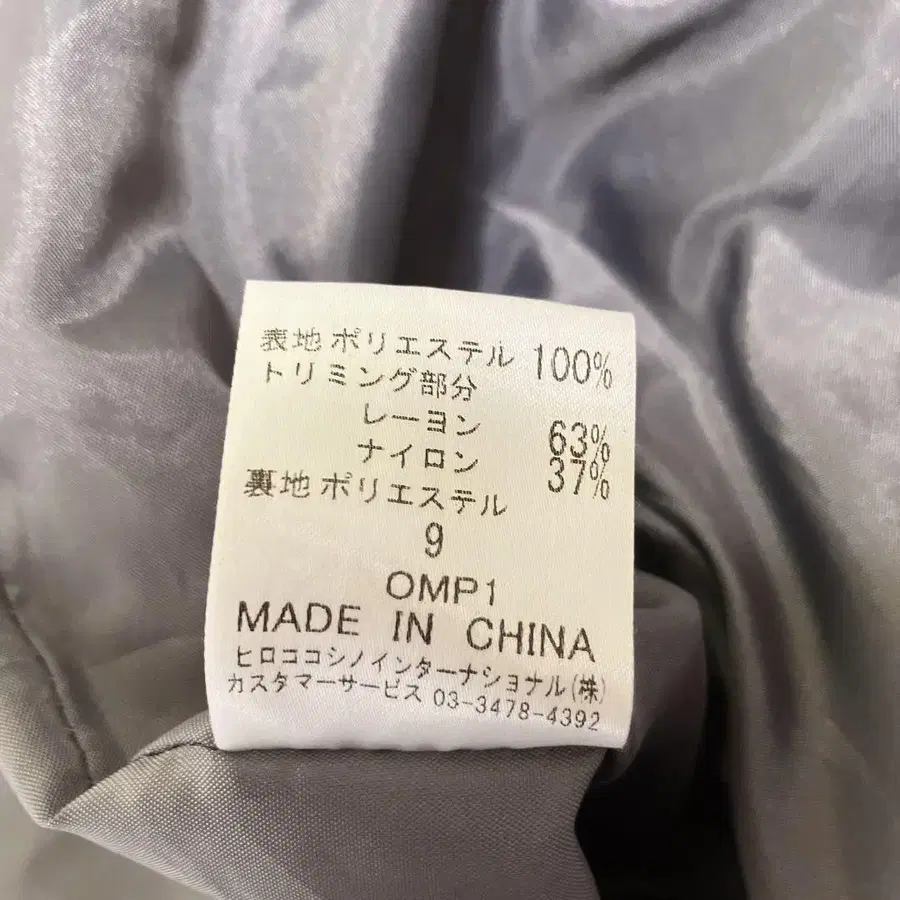 表地 ポリエステル 100%
トリミング部分
レーヨン 63%
ナイロン 37%
裏地 ポリエステル
9
OMP1
MADE IN CHINA
ヒロココシノインターナショナル(株)
カスタマーサービス 03-3478-4392